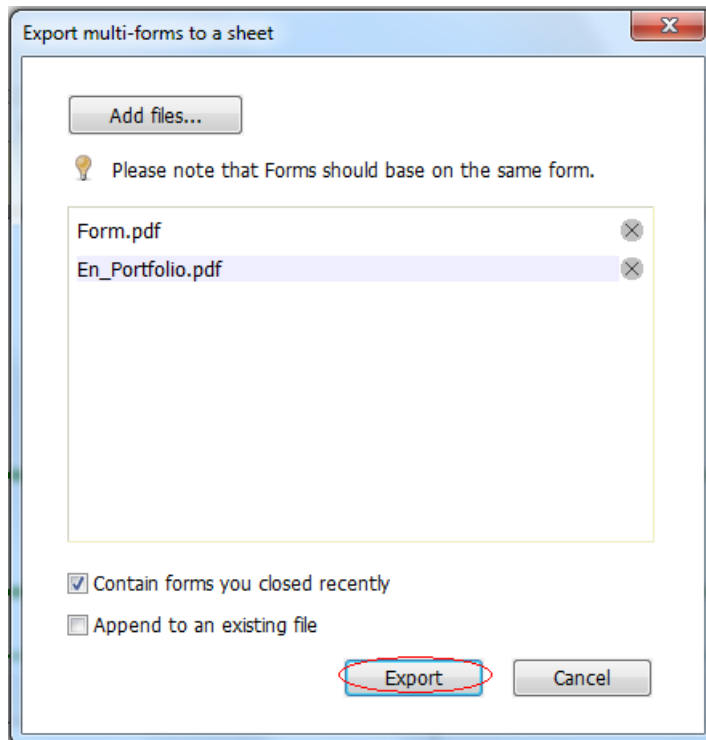 Export multi-forms to a sheet
Add files...
Please note that Forms should base on the same form.
Form.pdf
En_Portfolio.pdf
Contain forms you closed recently
Append to an existing file
Export Cancel